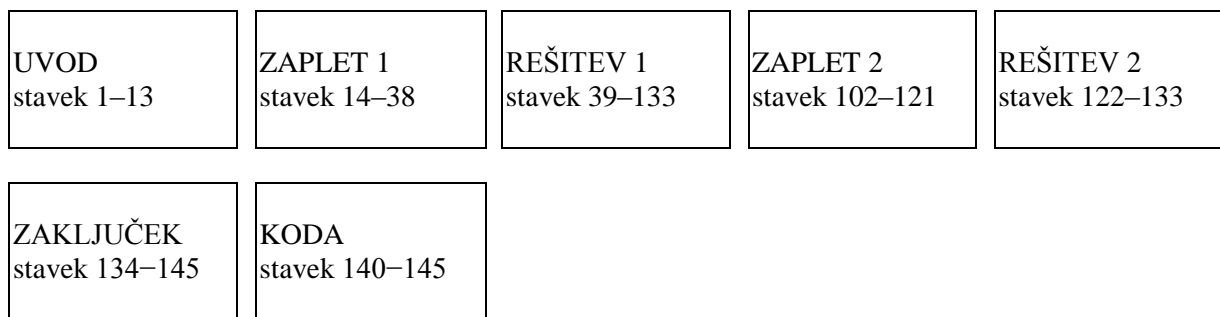 UVOD
stavek 1–13
ZAPLET 1
stavek 14–38
REŠITEV 1
stavek 39–133
ZAPLET 2
stavek 102–121
REŠITEV 2
stavek 122–133
ZAKLJUČEK
stavek 134−145
KODA
stavek 140−145